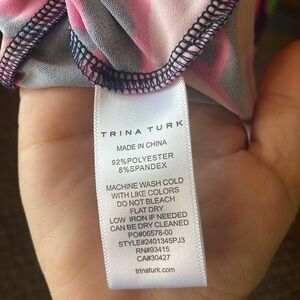 TRINA TURK
MADE IN CHINA
92%POLYESTER
8%SPANDEX
MACHINE WASH COLD
WITH LIKE COLORS
DO NOT BLEACH
FLAT DRY
LOW IRON IF NEEDED
CAN BE DRY CLEANED
PO#06578-00
STYLE#2401345PJ3
RN#93415
CA#30427
trinaturk.com